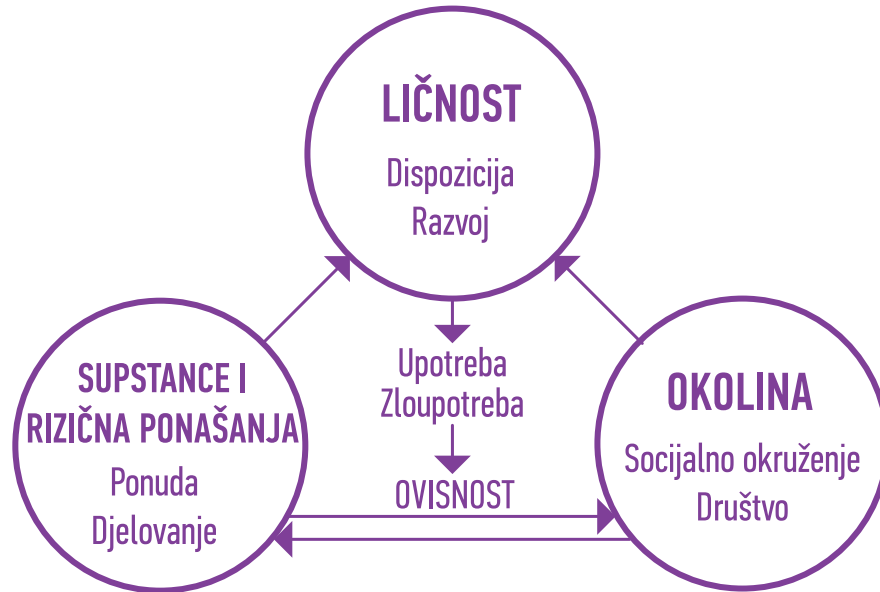 LIČNOST
Dispozicija
Razvoj
Upotreba
Zloupotreba
OVISNOST
SUPSTANCE I
RIZIČNA PONAŠANJA
Ponuda
Djelovanje
OKOLINA
Socijalno okruženje
Društvo